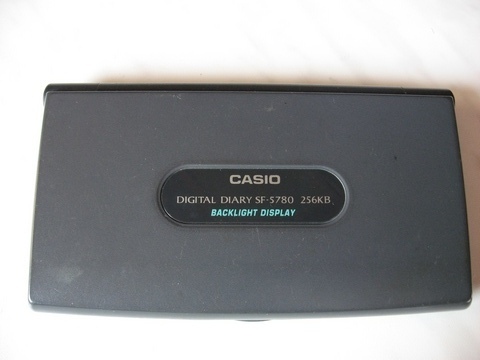 CASIO
DIGITAL DIARY SF-5780 256KB
BACKLIGHT DISPLAY